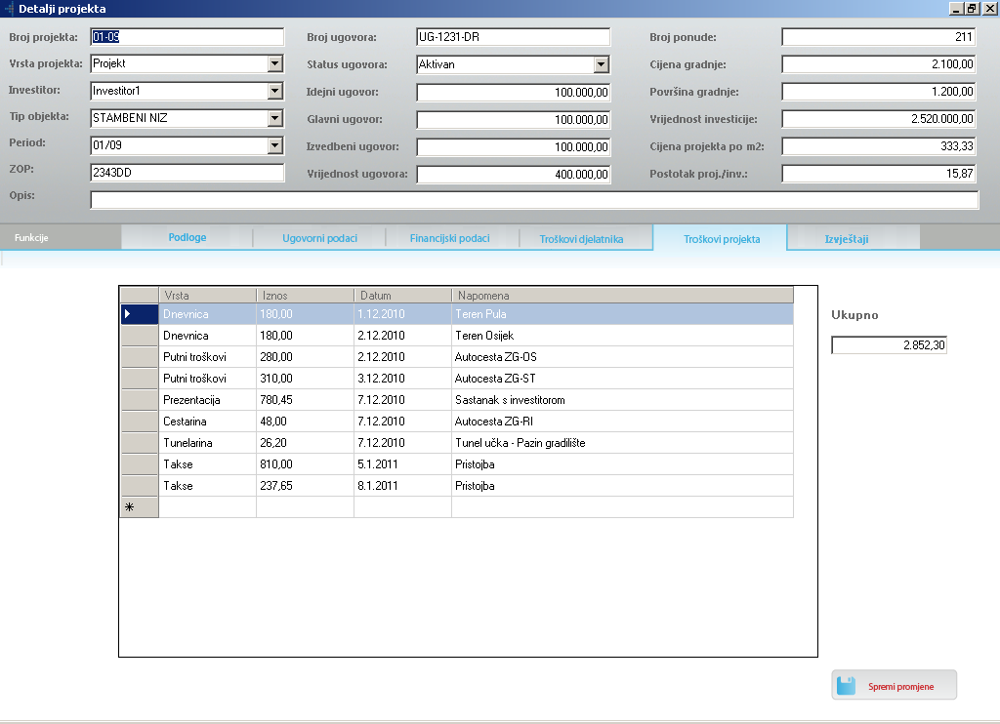 Detalji projekta
Broj projekta: 01-09 Broj ugovora: UG-1231-DR Broj ponude: 211
Vrsta projekta: Projekt Status ugovora: Aktivan Cijena gradnje: 2.100,00
Investitor: Investitor1 Idejni ugovor: 100.000,00 Površina gradnje: 1.200,00
Tip objekta: STAMBENI NIZ Glavni ugovor: 100.000,00 Vrijednost investicije: 2.520.000,00
Period: 01/09 Izvedbeni ugovor: 100.000,00 Cijena projekta po m2: 333,33
ZOP: 2343DD Vrijednost ugovora: 400.000,00 Postotak proj./inv.: 15,87
Opis:
Funkcije Podloge Ugovorni podaci Financijski podaci Troškovi djelatnika Troškovi projekta Izvještaji
Vrsta Iznos Datum Napomena
Dnevnica 180,00 1.12.2010 Teren Pula
Dnevnica 180,00 2.12.2010 Teren Osijek
Putni troškovi 280,00 2.12.2010 Autocesta ZG-OS
Putni troškovi 310,00 3.12.2010 Autocesta ZG-ST
Prezentacija 780,45 7.12.2010 Sastanak s investitorom
Cestarina 48,00 7.12.2010 Autocesta ZG-RI
Tunelarina 26,20 7.12.2010 Tunel učka - Pazin gradilište
Takse 810,00 5.1.2011 Pristojba
Takse 237,65 8.1.2011 Pristojba
Ukupno
2.852,30
Spremi promjene